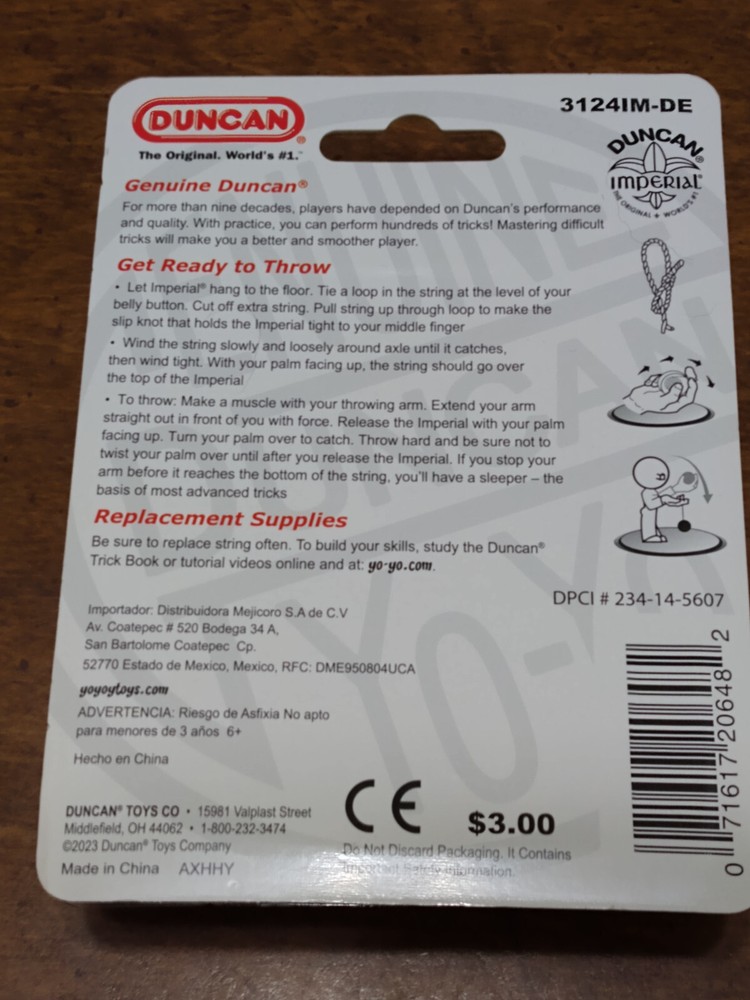 DUNCAN®
The Original. World's #1.™
3124IM-DE
DUNCAN®
IMPERIAL®
THE ORIGINAL • WORLD'S #1
Genuine Duncan®
For more than nine decades, players have depended on Duncan's performance
and quality. With practice, you can perform hundreds of tricks! Mastering difficult
tricks will make you a better and smoother player.
Get Ready to Throw
• Let Imperial® hang to the floor. Tie a loop in the string at the level of your
belly button. Cut off extra string. Pull string up through loop to make the
slip knot that holds the Imperial tight to your middle finger
• Wind the string slowly and loosely around axle until it catches,
then wind tight. With your palm facing up, the string should go over
the top of the Imperial
• To throw: Make a muscle with your throwing arm. Extend your arm
straight out in front of you with force. Release the Imperial with your palm
facing up. Turn your palm over to catch. Throw hard and be sure not to
twist your palm over until after you release the Imperial. If you stop your
arm before it reaches the bottom of the string, you'll have a sleeper – the
basis of most advanced tricks
Replacement Supplies
Be sure to replace string often. To build your skills, study the Duncan®
Trick Book or tutorial videos online and at: yo-yo.com.
DPCI # 234-14-5607
Importador: Distribuidora Mejicoro S.A de C.V
Av. Coatepec # 520 Bodega 34 A,
San Bartolome Coatepec Cp.
52770 Estado de Mexico, Mexico, RFC: DME950804UCA
yoyoytoys.com
ADVERTENCIA: Riesgo de Asfixia No apto
para menores de 3 años 6+
Hecho en China
DUNCAN® TOYS CO • 15981 Valplast Street
Middlefield, OH 44062 • 1-800-232-3474
©2023 Duncan® Toys Company
Made in China AXHHY
CE
$3.00
Do Not Discard Packaging. It Contains
Important Safety Information.
0 71617 20648 2
DUNCAN
YO-YO